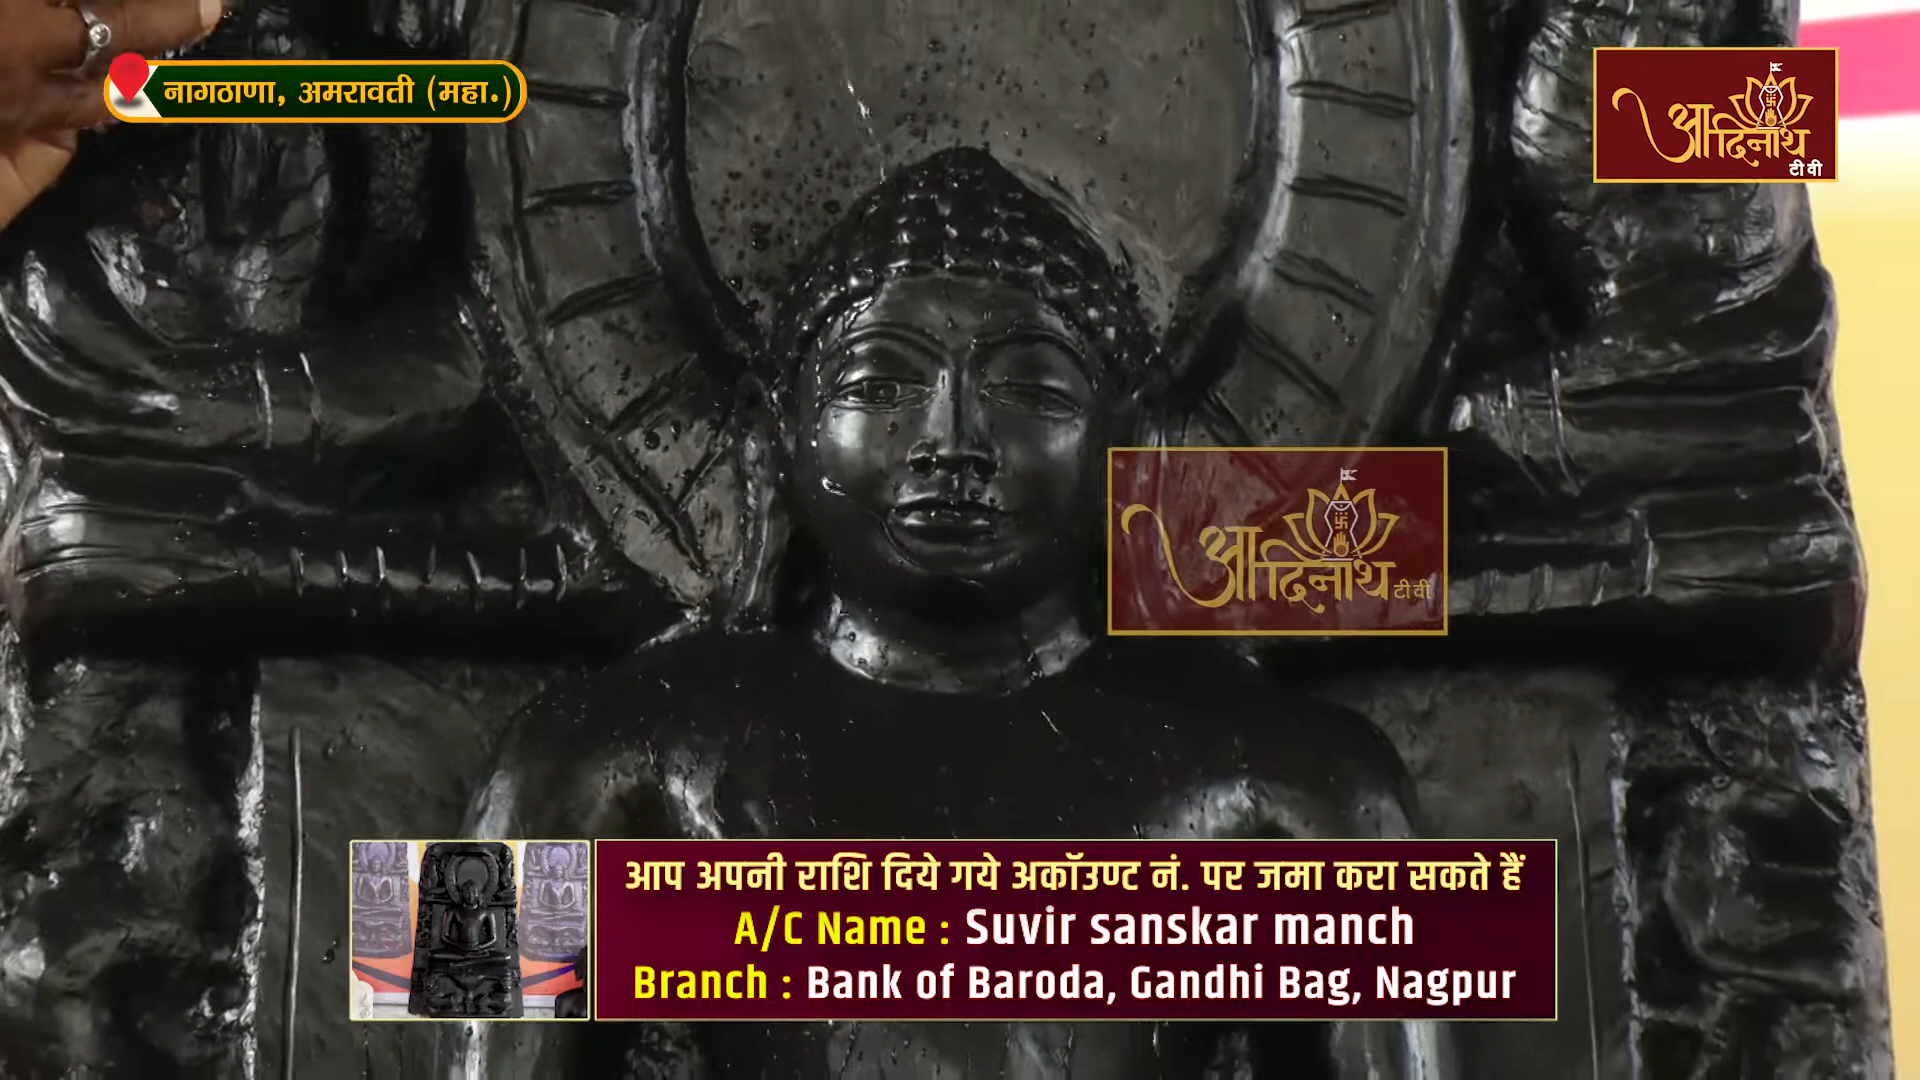 नागठाणा, अमरावती (महा.)
आदिनाथ
टी वी
आदिनाथ टी वी
आप अपनी राशि दिये गये अकॉउण्ट नं. पर जमा करा सकते हैं
A/C Name : Suvir sanskar manch
Branch : Bank of Baroda, Gandhi Bag, Nagpur